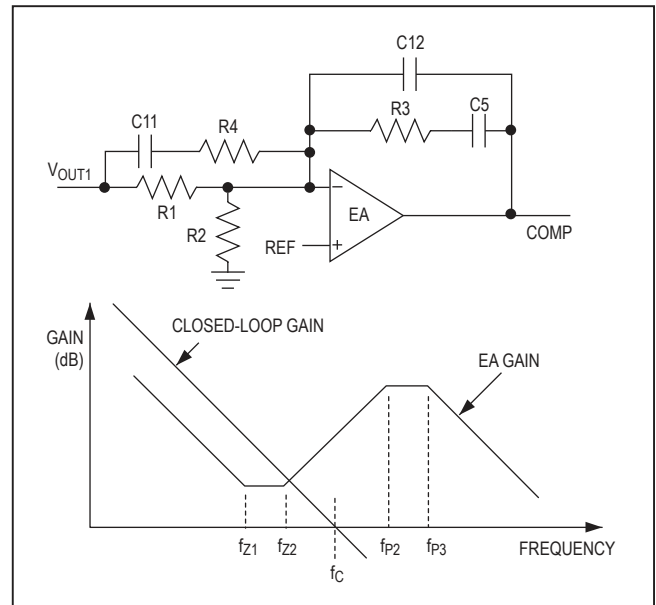 C12
R3
C5
C11
R4
VOUT1
R1
R2
EA
REF
COMP
GAIN
(dB)
CLOSED-LOOP GAIN
EA GAIN
fZ1
fZ2
fC
fP2
fP3
FREQUENCY